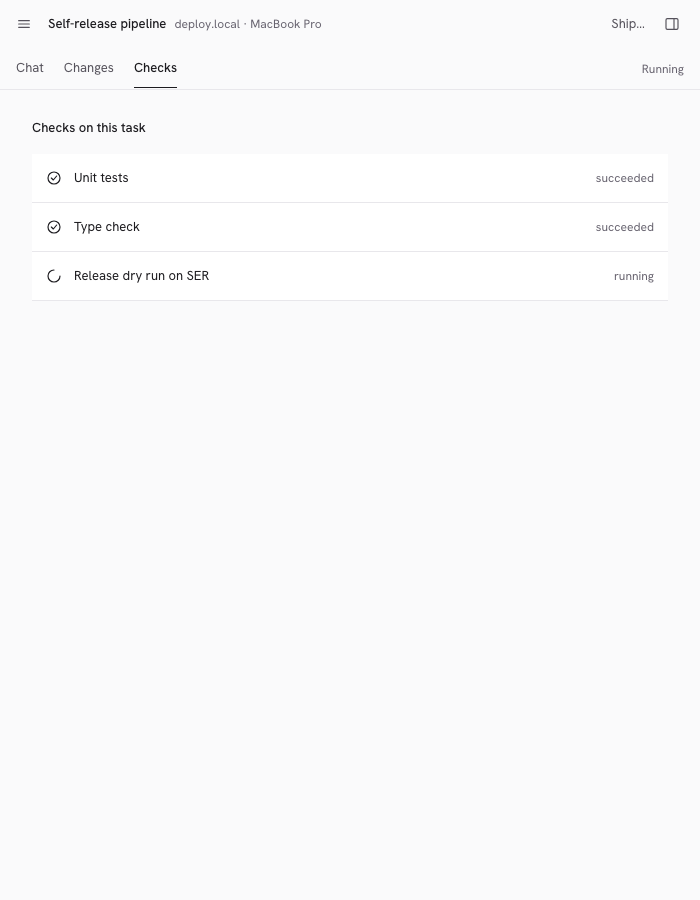 Self-release pipeline deploy.local · MacBook Pro Ship...
Chat Changes Checks Running
Checks on this task
Unit tests succeeded
Type check succeeded
Release dry run on SER running